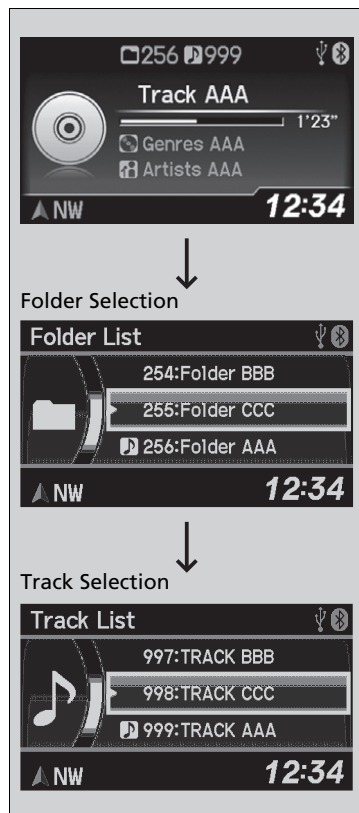 256 999
Track AAA
1'23"
Genres AAA
Artists AAA
NW 12:34
Folder Selection
Folder List
254:Folder BBB
255:Folder CCC
256:Folder AAA
NW 12:34
Track Selection
Track List
997:TRACK BBB
998:TRACK CCC
999:TRACK AAA
NW 12:34